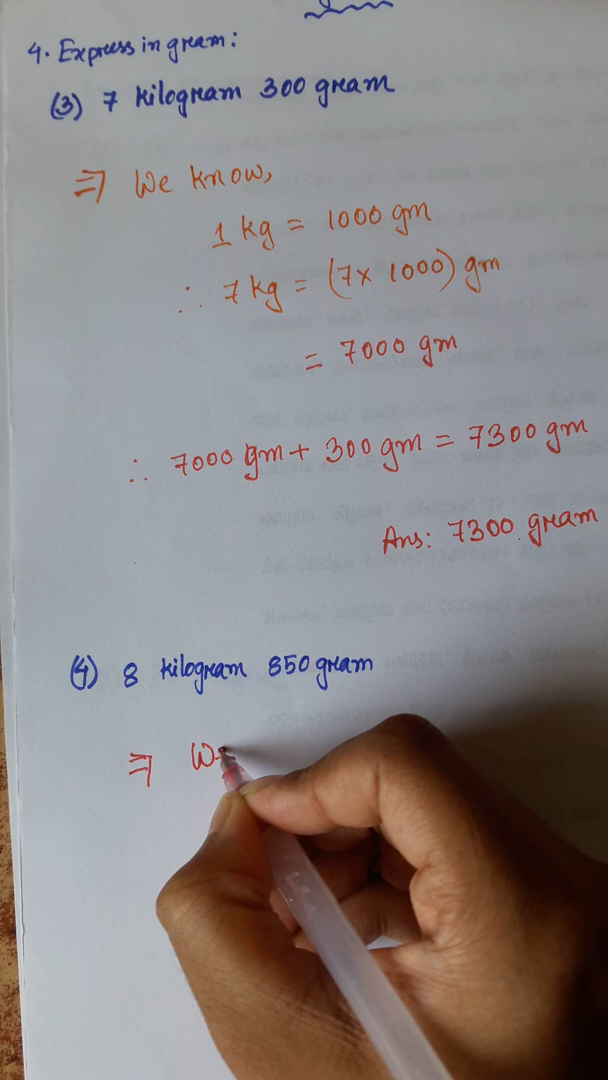 4. Express in gram:
(3) 7 kilogram 300 gram
⇒ We know,
1 kg = 1000 gm
∴ 7 kg = (7 x 1000) gm
= 7000 gm
∴ 7000 gm + 300 gm = 7300 gm
Ans: 7300 gram
(4) 8 kilogram 850 gram
⇒ We